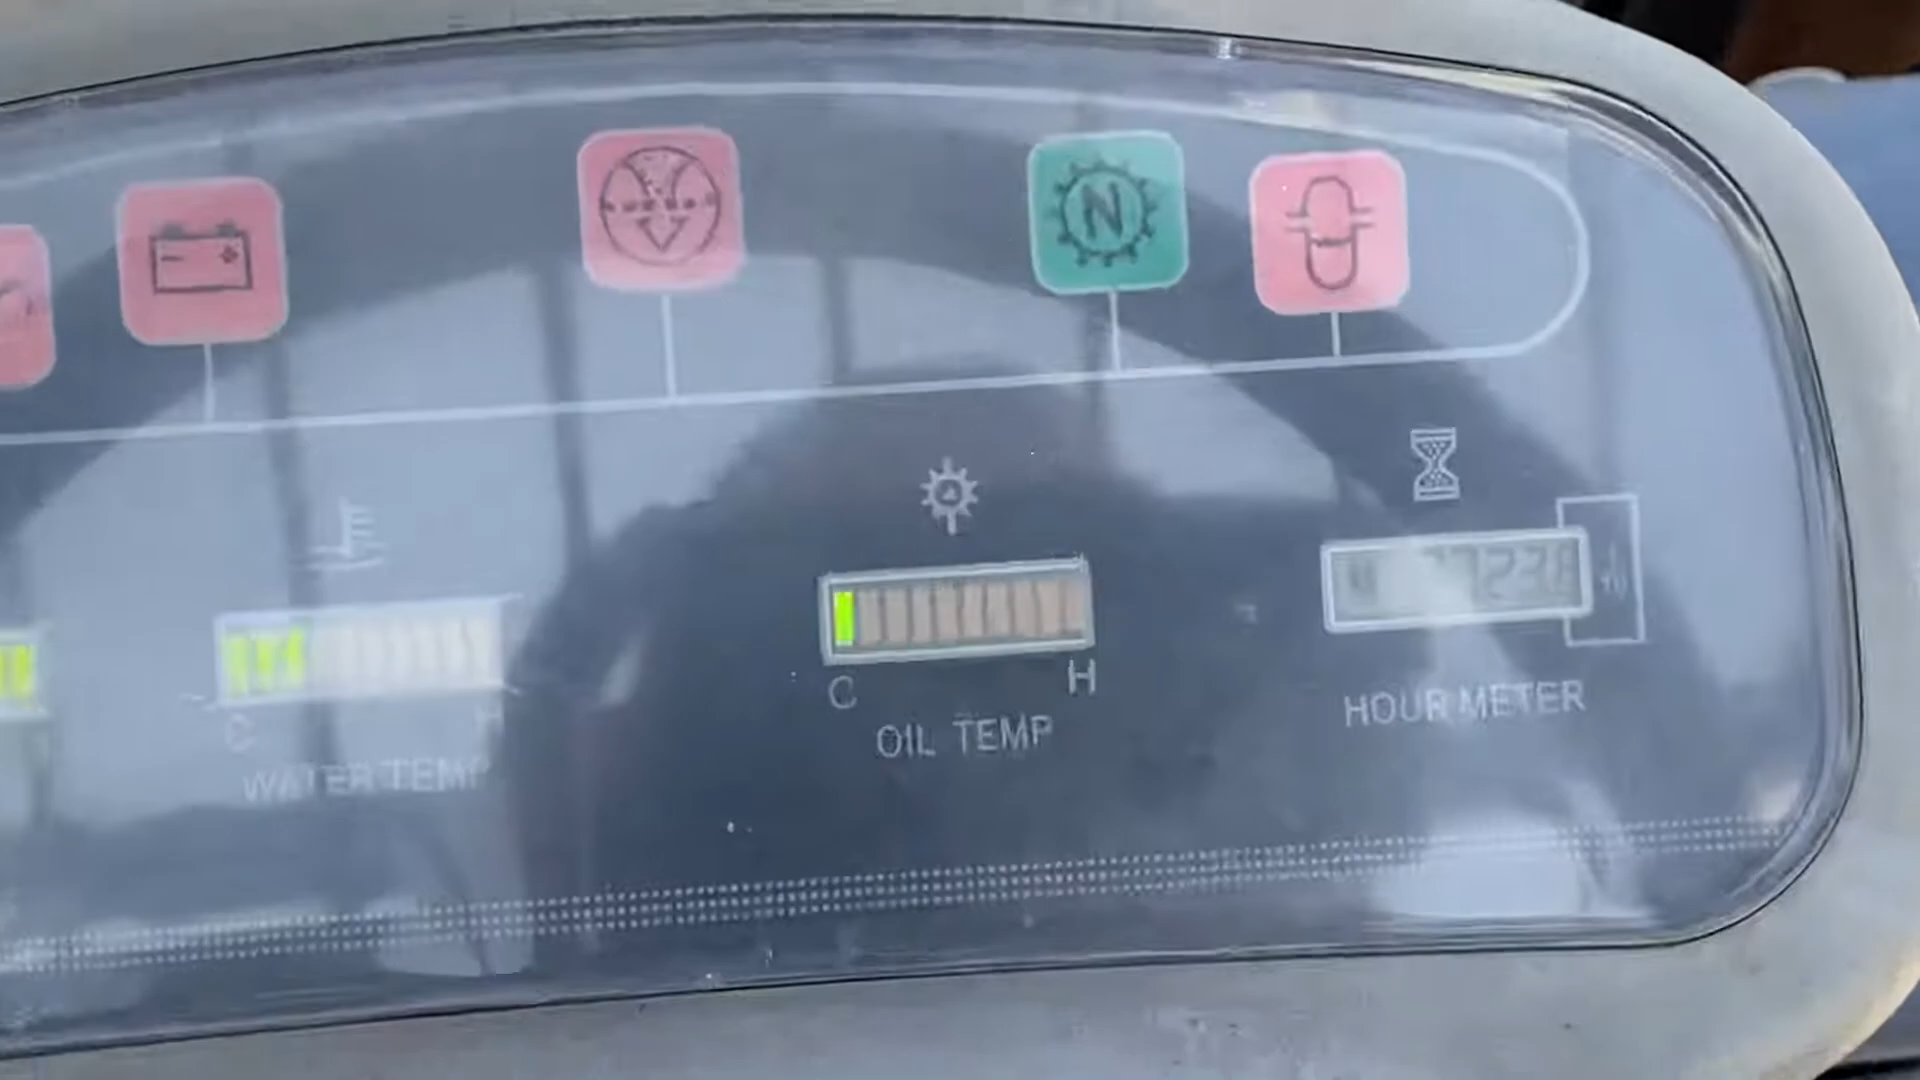 N
C H
WATER TEMP
C H
OIL TEMP
HOUR METER